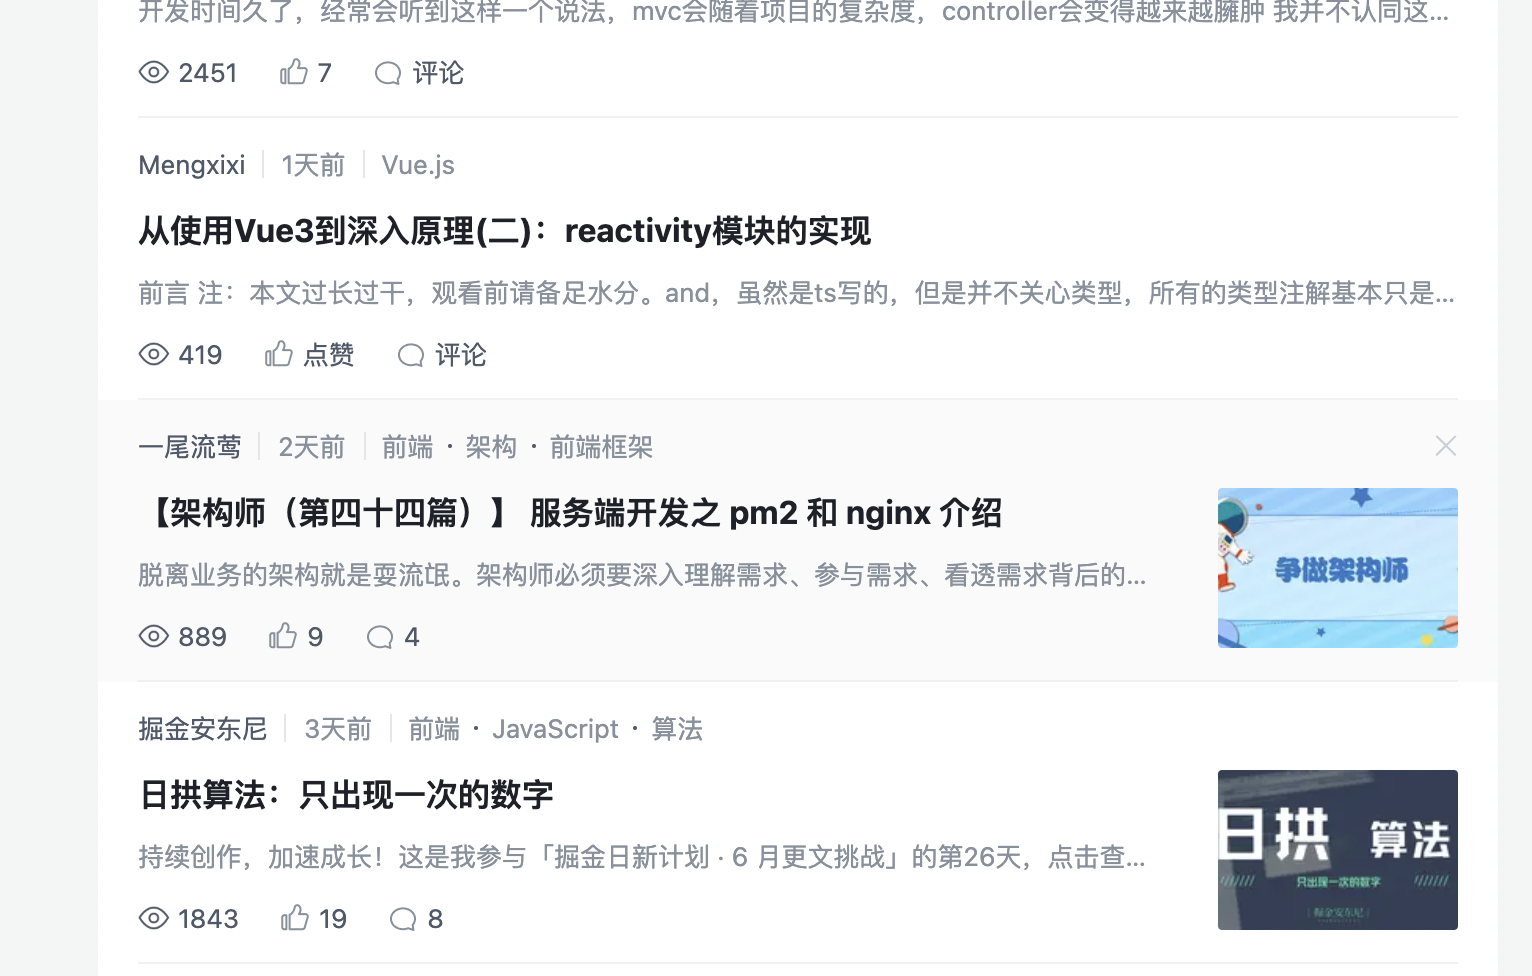 开发时间久了，经常会听到这样一个说法，mvc会随着项目的复杂度，controller会变得越来越臃肿 我并不认同这...
2451 7 评论
Mengxixi 1天前 Vue.js
从使用Vue3到深入原理(二)：reactivity模块的实现
前言 注：本文过长过干，观看前请备足水分。and，虽然是ts写的，但是并不关心类型，所有的类型注解基本只是...
419 点赞 评论
一尾流莺 2天前 前端 · 架构 · 前端框架
【架构师（第四十四篇）】 服务端开发之 pm2 和 nginx 介绍
脱离业务的架构就是耍流氓。架构师必须要深入理解需求、参与需求、看透需求背后的...
争做架构师
889 9 4
掘金安东尼 3天前 前端 · JavaScript · 算法
日拱算法：只出现一次的数字
持续创作，加速成长！这是我参与「掘金日新计划 · 6 月更文挑战」的第26天，点击查...
日拱 算法
只出现一次的数字
掘金安东尼
1843 19 8